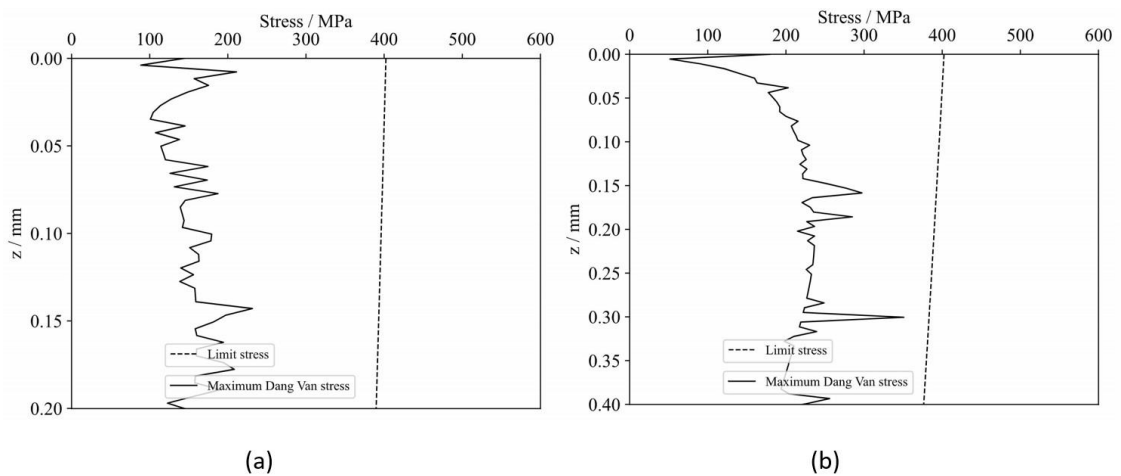 Stress / MPa
0 100 200 300 400 500 600
0.00
0.05
0.10
0.15
0.20
z / mm
Limit stress
Maximum Dang Van stress
(a)
Stress / MPa
0 100 200 300 400 500 600
0.00
0.05
0.10
0.15
0.20
0.25
0.30
0.35
0.40
z / mm
Limit stress
Maximum Dang Van stress
(b)